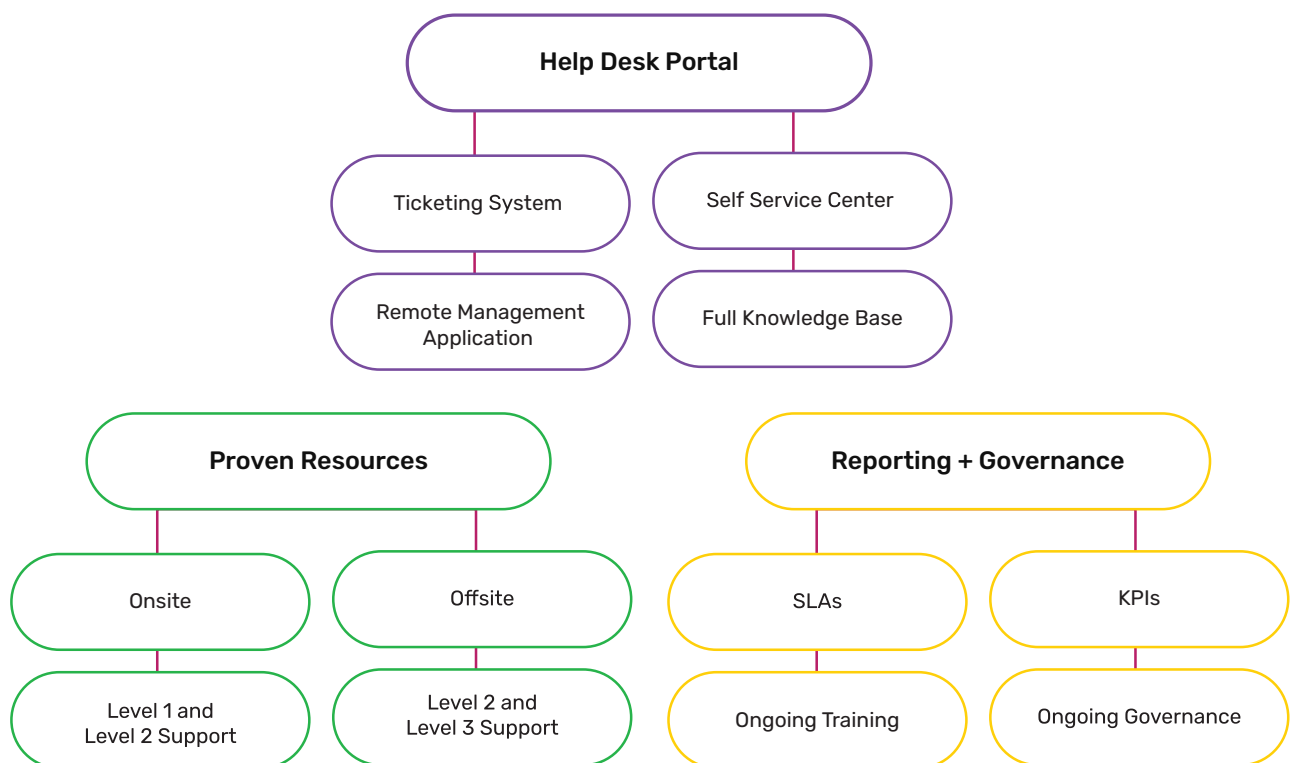 Help Desk Portal
Ticketing System
Self Service Center
Remote Management
Application
Full Knowledge Base
Proven Resources
Reporting + Governance
Onsite
Offsite
SLAs
KPIs
Level 1 and
Level 2 Support
Level 2 and
Level 3 Support
Ongoing Training
Ongoing Governance